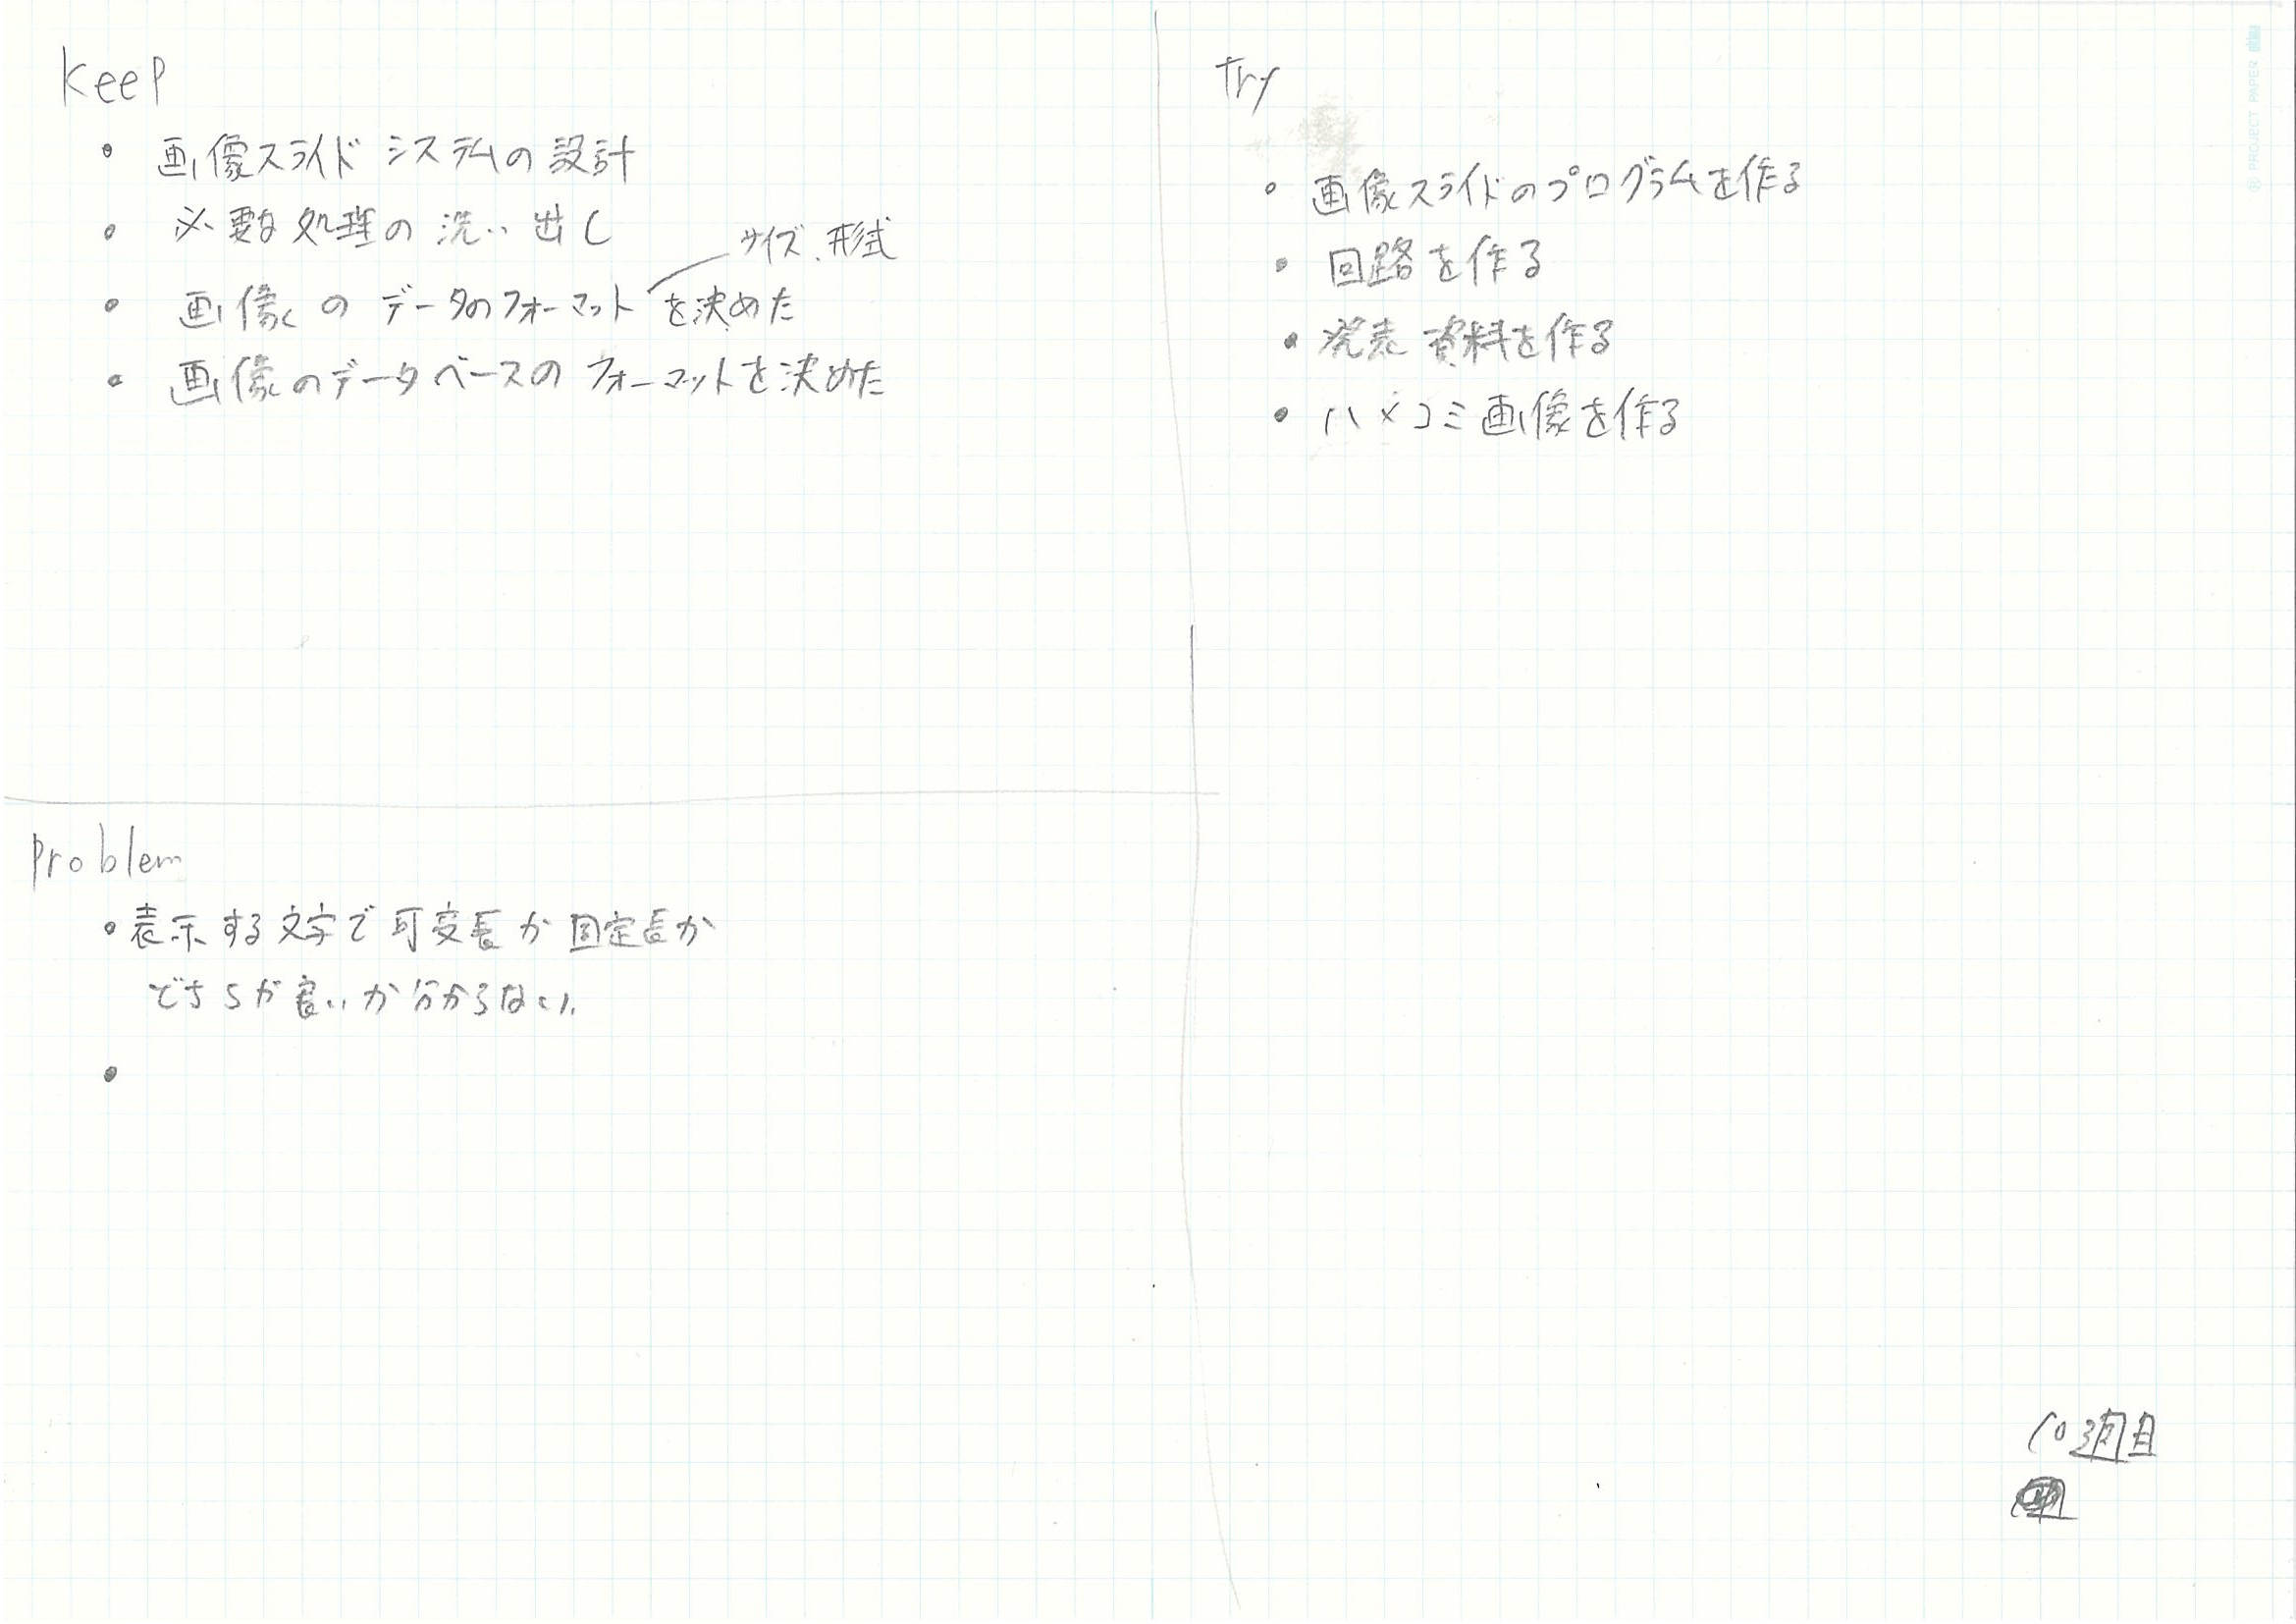 Keep
・画像スライドシステムの設計
・必要な処理の洗い出し
サイズ、形式
・画像のデータのフォーマットを決めた
・画像のデータベースのフォーマットを決めた
Problem
・表示する文字で可変長か固定長か
どちらが良いか分からない。
・
Try
・画像スライドのプログラムを作る
・回路を作る
・発表資料を作る
・ハメコミ画像を作る
10週目
PROJECT PAPER